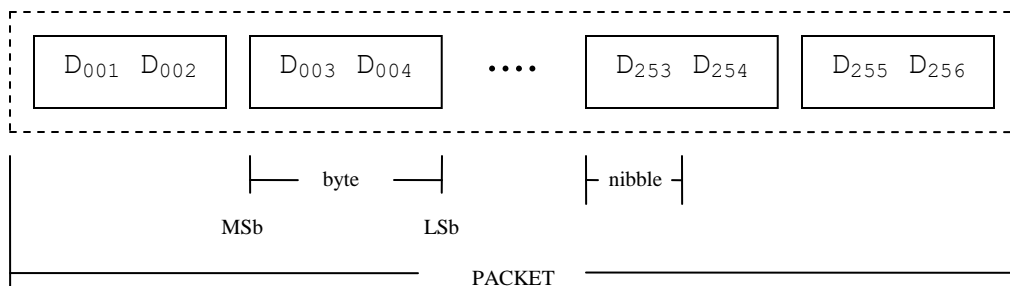 D₀₀₁ D₀₀₂ D₀₀₃ D₀₀₄ •••• D₂₅₃ D₂₅₄ D₂₅₅ D₂₅₆
byte nibble
MSb LSb
PACKET